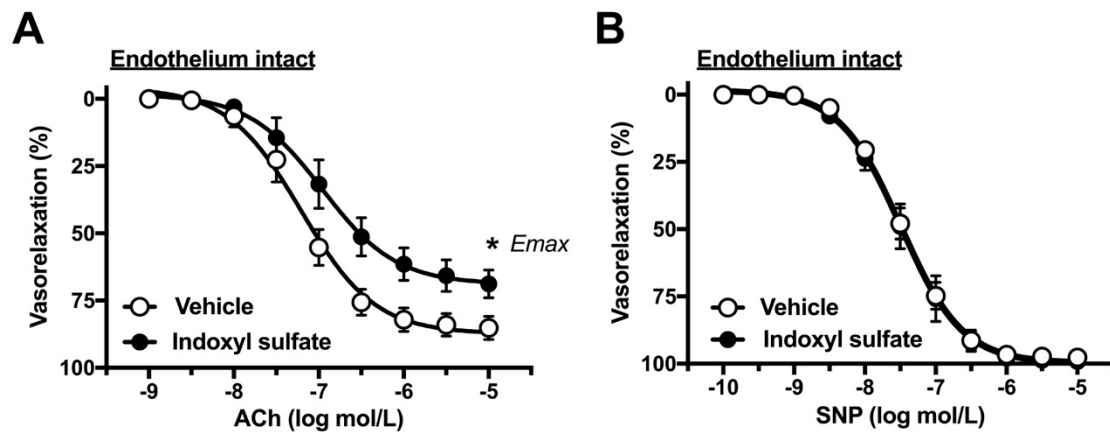 A
Endothelium intact
0
25
50
75
100
Vasorelaxation (%)
* Emax
Vehicle
Indoxyl sulfate
-9 -8 -7 -6 -5
ACh (log mol/L)
B
Endothelium intact
0
25
50
75
100
Vasorelaxation (%)
Vehicle
Indoxyl sulfate
-10 -9 -8 -7 -6 -5
SNP (log mol/L)